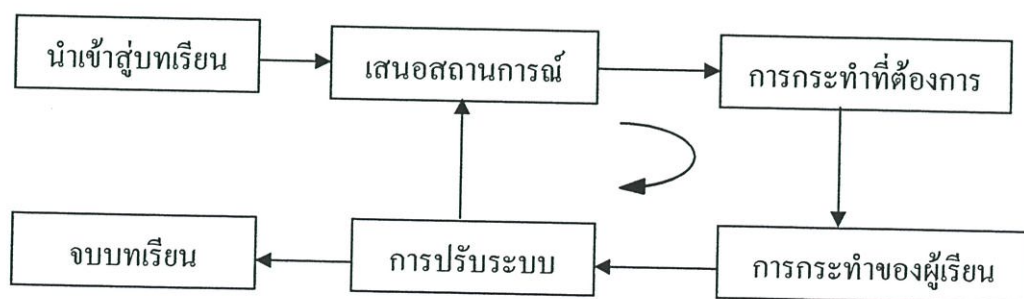 นำเข้าสู่บทเรียน
เสนอสถานการณ์
การกระทำที่ต้องการ
จบบทเรียน
การปรับระบบ
การกระทำของผู้เรียน